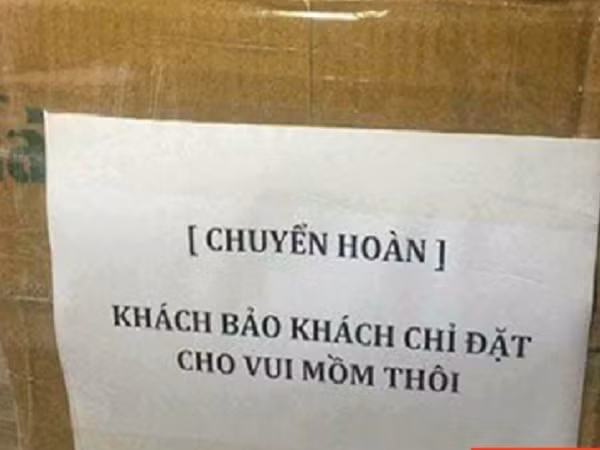 [ CHUYỂN HOÀN ]
KHÁCH BẢO KHÁCH CHỈ ĐẶT
CHO VUI MỒM THÔI